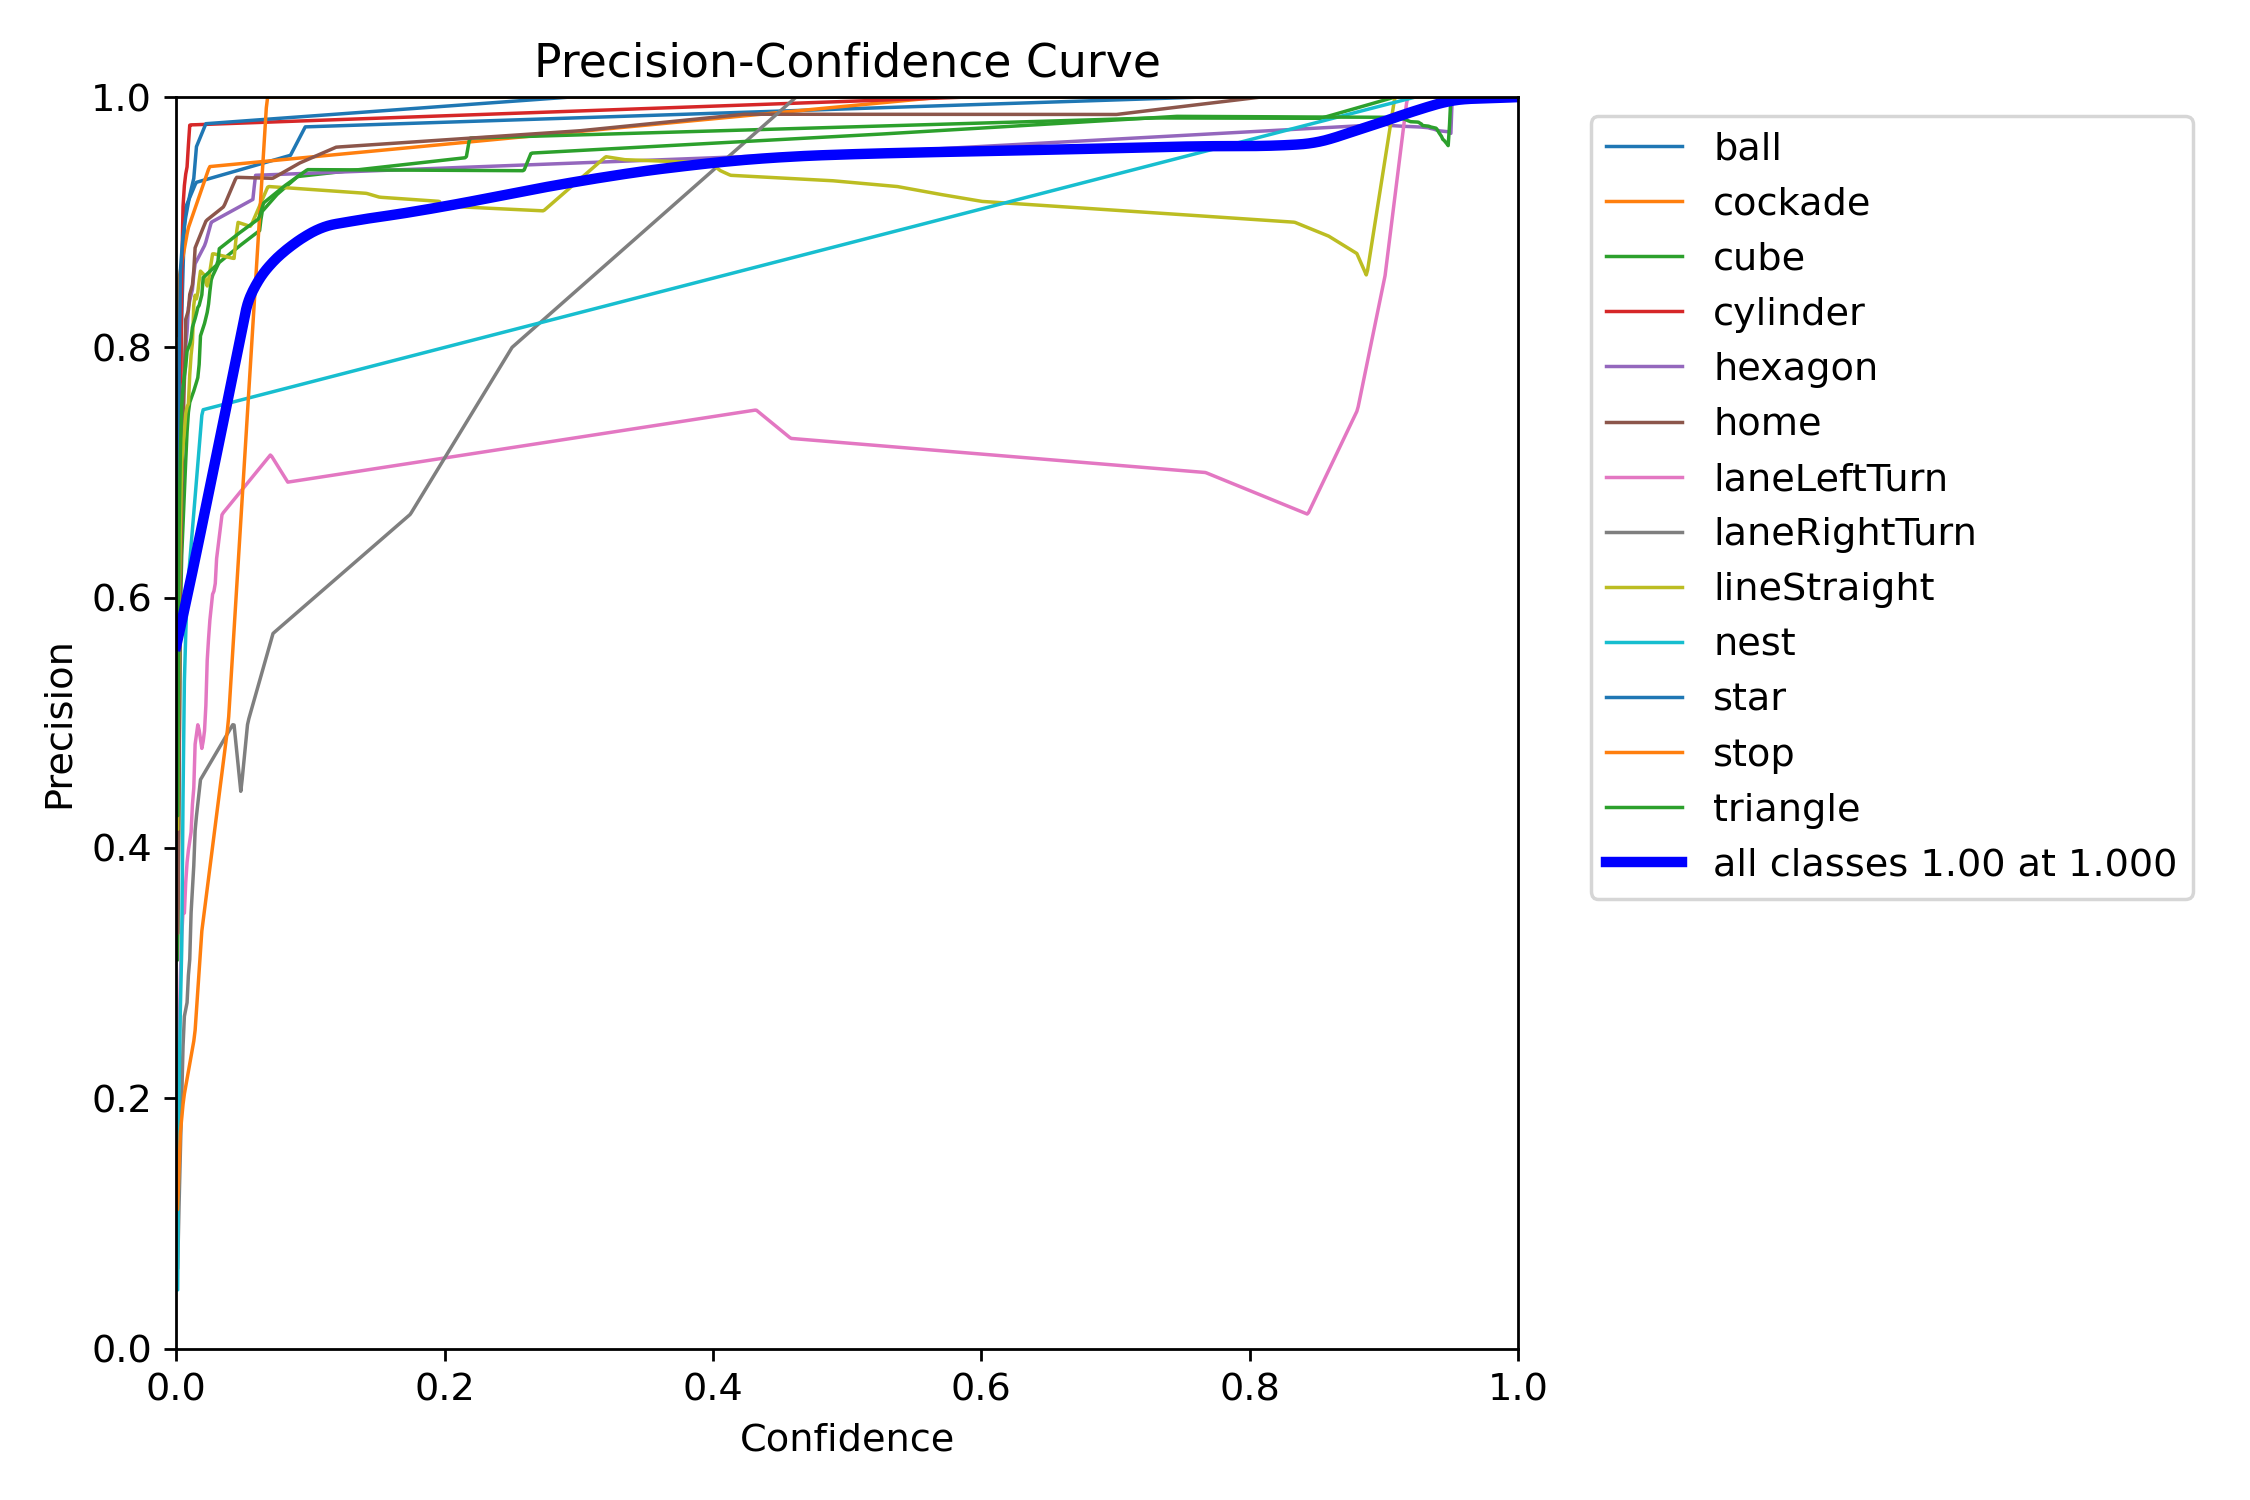 Precision-Confidence Curve
1.0
0.8
0.6
0.4
0.2
0.0
Precision
0.0 0.2 0.4 0.6 0.8 1.0
Confidence
ball
cockade
cube
cylinder
hexagon
home
laneLeftTurn
laneRightTurn
lineStraight
nest
star
stop
triangle
all classes 1.00 at 1.000